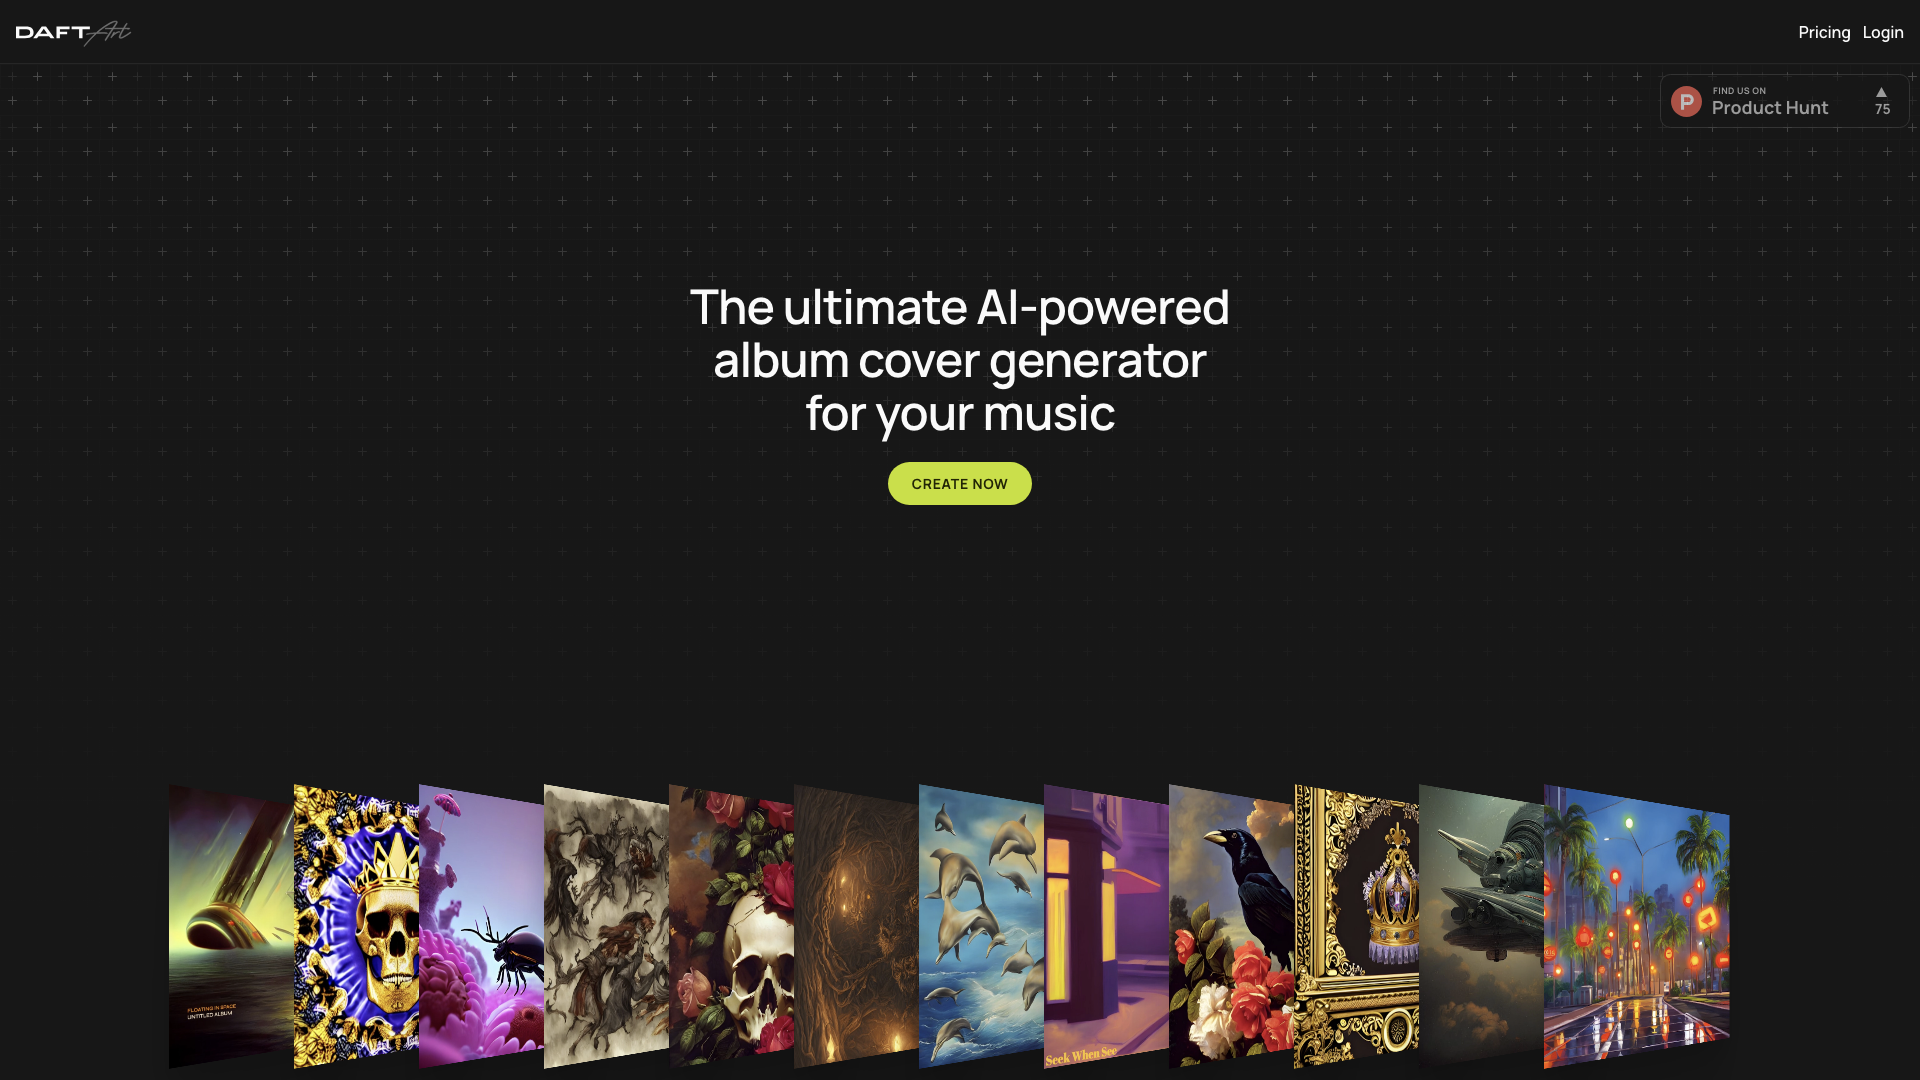 DAFT Art
Pricing Login
FIND US ON
Product Hunt
75
The ultimate AI-powered
album cover generator
for your music
CREATE NOW
FLOATING IN SPACE
UNTITLED ALBUM
Seek When See